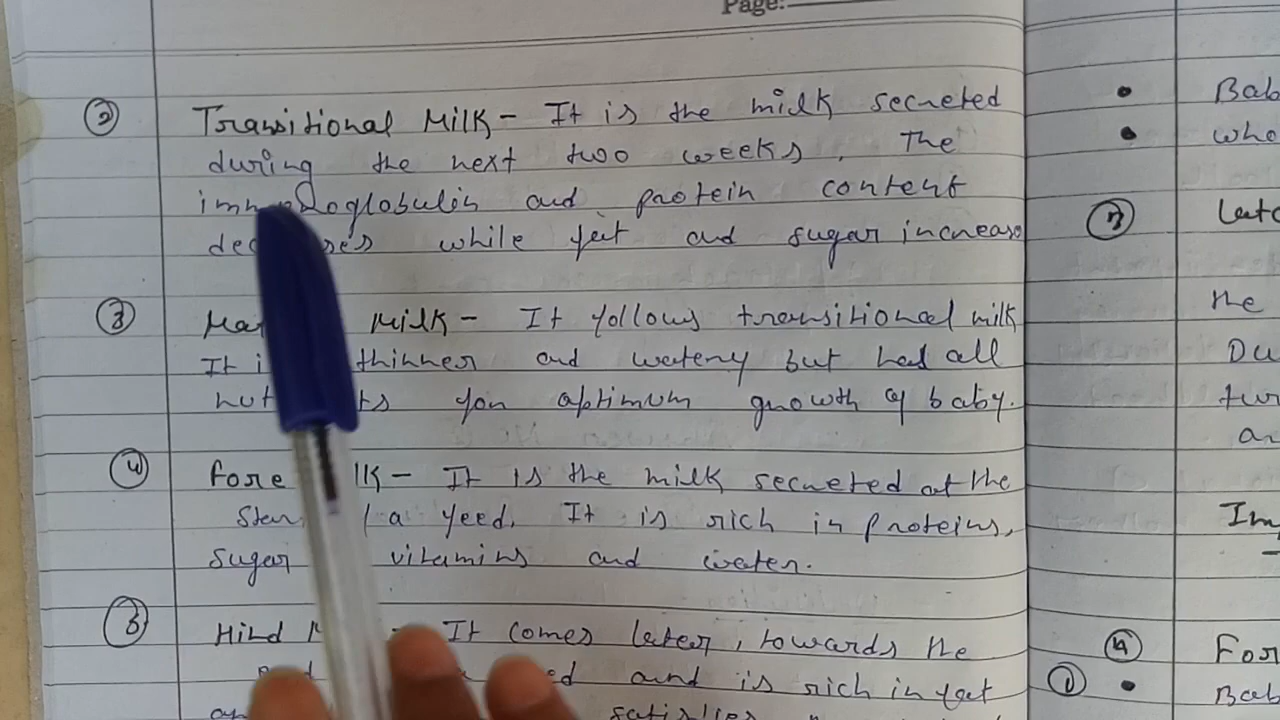 Page:
② Transitional Milk - It is the milk secreted
during the next two weeks. The
immunoglobulin and protein content
decreases while fat and sugar increase
③ Milk - It follows transitional milk
It is thinner and watery but has all
for optimum growth of baby.
④ Fore - It is the milk secreted at the
a feed. It is rich in proteins,
sugar vitamins and water.
⑤ Hind - It comes later, towards the
and is rich in fat
satisfies
• Bab
• who
③ Latc
the
Du
tur
an
Im
④ For
① • Bab